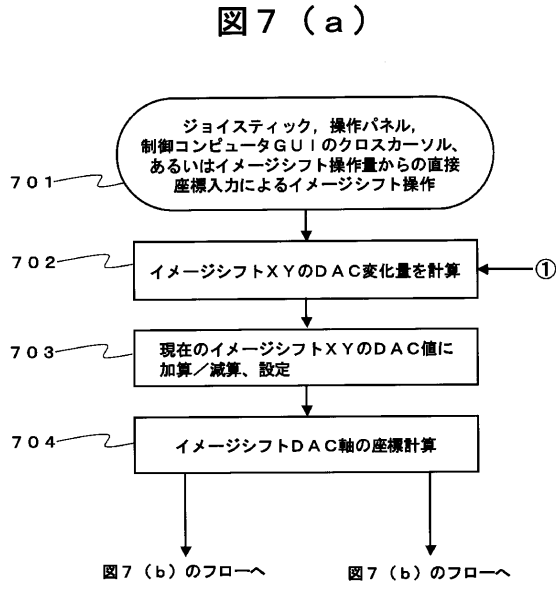 図７（ａ）
ジョイスティック，操作パネル，
制御コンピュータＧＵＩのクロスカーソル、
あるいはイメージシフト操作量からの直接
座標入力によるイメージシフト操作
７０１
７０２
イメージシフトＸＹのＤＡＣ変化量を計算
①
７０３
現在のイメージシフトＸＹのＤＡＣ値に
加算／減算、設定
７０４
イメージシフトＤＡＣ軸の座標計算
図７（ｂ）のフローへ
図７（ｂ）のフローへ